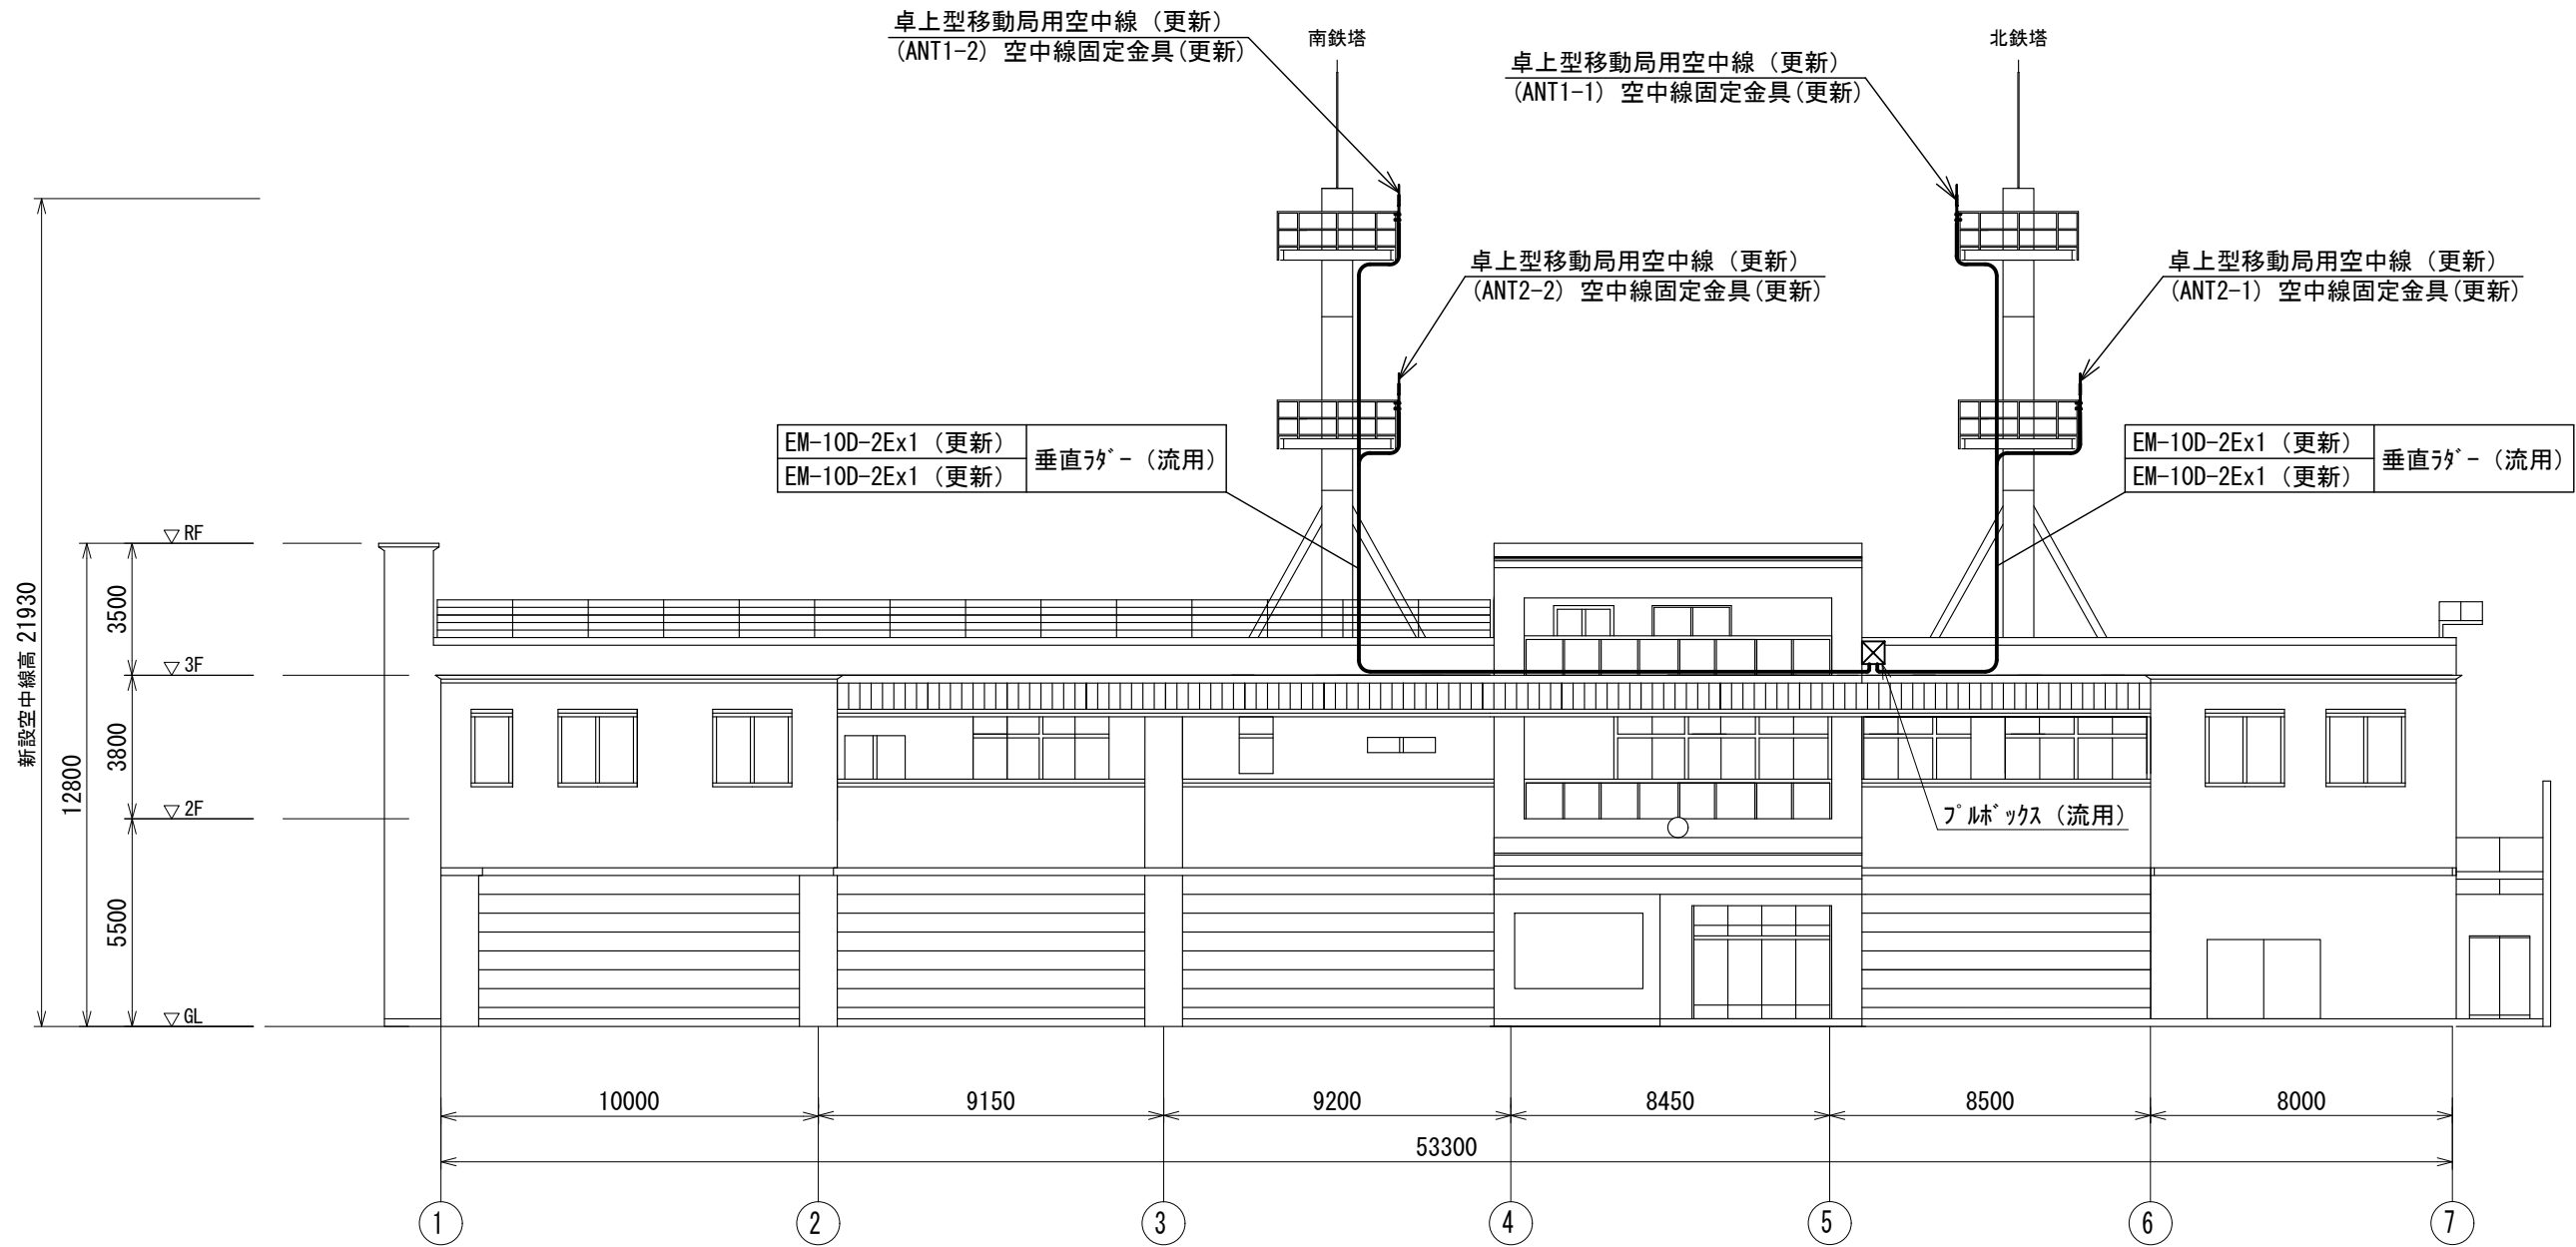 卓上型移動局用空中線（更新）
(ANT1-2) 空中線固定金具(更新)
南鉄塔
卓上型移動局用空中線（更新）
(ANT1-1) 空中線固定金具(更新)
北鉄塔
卓上型移動局用空中線（更新）
(ANT2-2) 空中線固定金具(更新)
卓上型移動局用空中線（更新）
(ANT2-1) 空中線固定金具(更新)
EM-10D-2Ex1（更新）
EM-10D-2Ex1（更新）
垂直ﾗﾀﾞｰ（流用）
EM-10D-2Ex1（更新）
EM-10D-2Ex1（更新）
垂直ﾗﾀﾞｰ（流用）
新設空中線高 21930
12800
3500
3800
5500
RF
3F
2F
GL
ﾌﾟﾙﾎﾞｯｸｽ（流用）
10000
9150
9200
8450
8500
8000
53300
1
2
3
4
5
6
7